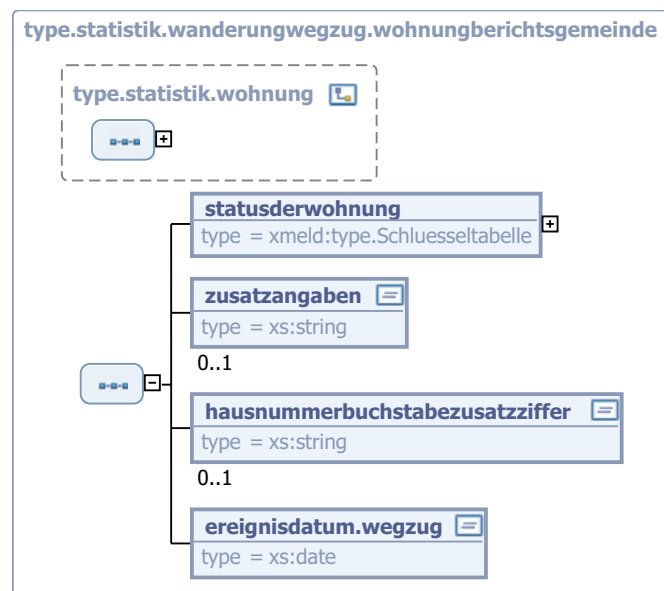 type.statistik.wanderungwegzug.wohnungberichtsgemeinde
type.statistik.wohnung
statusderwohnung
type = xmeld:type.Schluesseltabelle
zusatzangaben
type = xs:string
0..1
hausnummerbuchstabezusatzziffer
type = xs:string
0..1
ereignisdatum.wegzug
type = xs:date